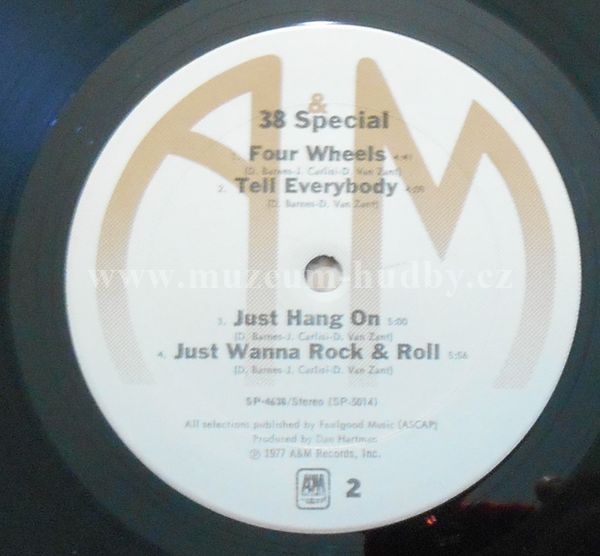 A&M
38 Special
1. Four Wheels 4:41
(D. Barnes-J. Carlisi-D. Van Zant)
2. Tell Everybody 4:09
(D. Barnes-D. Van Zant)
www.muzeum-hudby.cz
3. Just Hang On 5:00
(D. Barnes-J. Carlisi-D. Van Zant)
4. Just Wanna Rock & Roll 5:56
(D. Barnes-J. Carlisi-D. Van Zant)
SP-4638/Stereo (SP-5014)
All selections published by Feelgood Music (ASCAP)
Produced by Dan Hartman
℗ 1977 A&M Records, Inc.
A&M 2